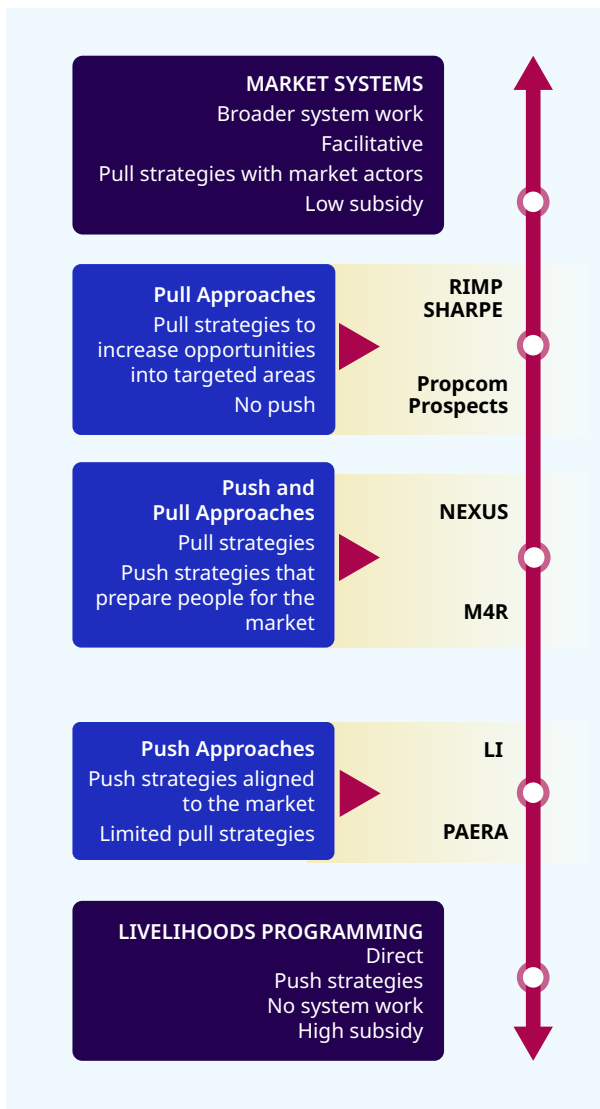 MARKET SYSTEMS
Broader system work
Facilitative
Pull strategies with market actors
Low subsidy
Pull Approaches
Pull strategies to
increase opportunities
into targeted areas
No push
RIMP
SHARPE
Propcom
Prospects
Push and
Pull Approaches
Pull strategies
Push strategies that
prepare people for the
market
NEXUS
M4R
Push Approaches
Push strategies aligned
to the market
Limited pull strategies
LI
PAERA
LIVELIHOODS PROGRAMMING
Direct
Push strategies
No system work
High subsidy